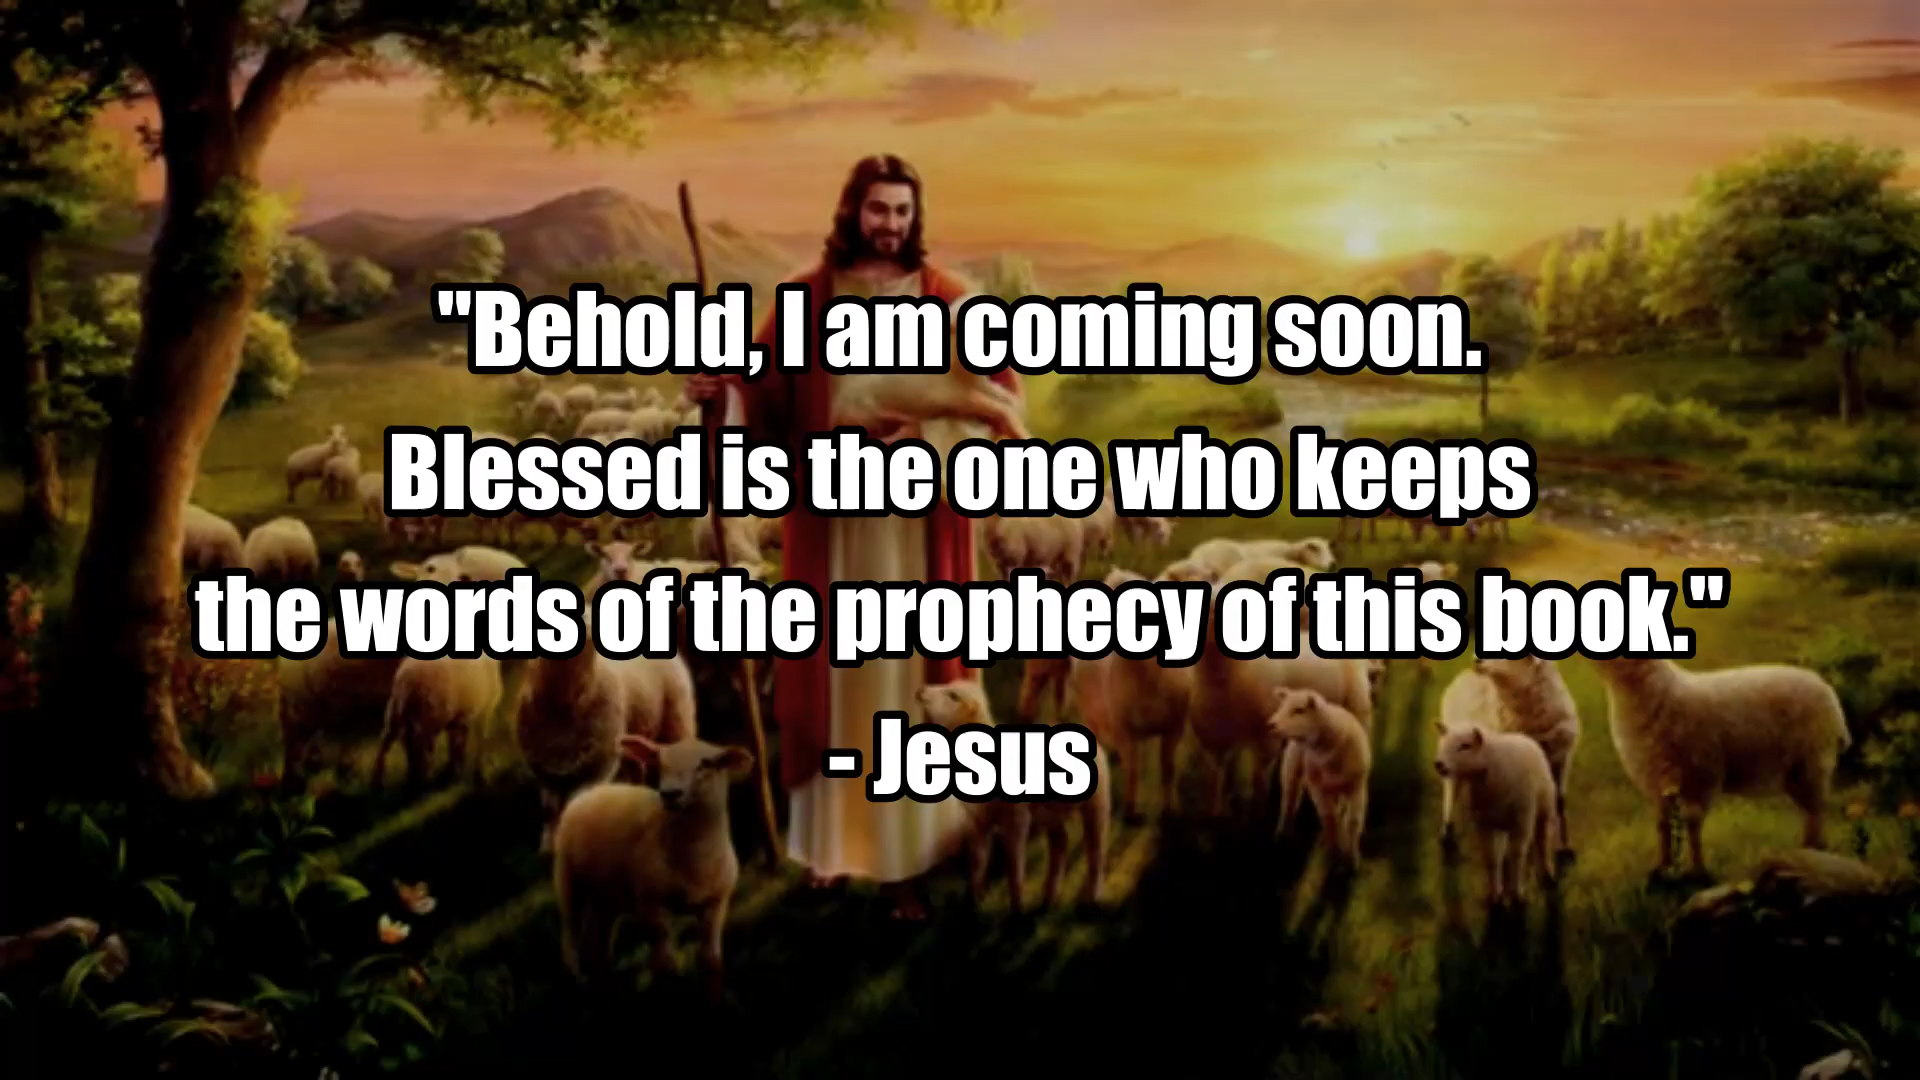 "Behold, I am coming soon.
Blessed is the one who keeps
the words of the prophecy of this book."
- Jesus